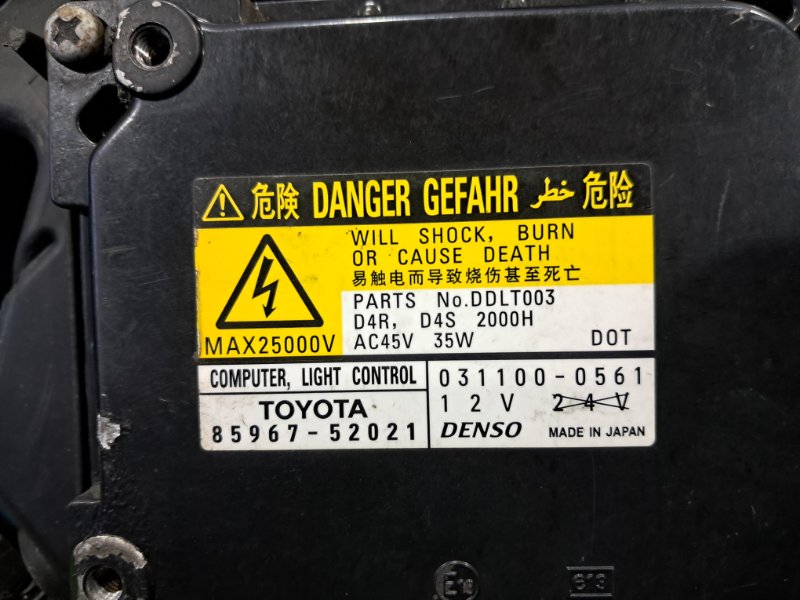 危険 DANGER GEFAHR خطر 危险
WILL SHOCK, BURN
OR CAUSE DEATH
易触电而导致烧伤甚至死亡
MAX25000V
PARTS No.DDLT003
D4R, D4S 2000H
AC45V 35W DOT
COMPUTER, LIGHT CONTROL
TOYOTA
85967-52021
031100-0561
12V 24V
DENSO MADE IN JAPAN